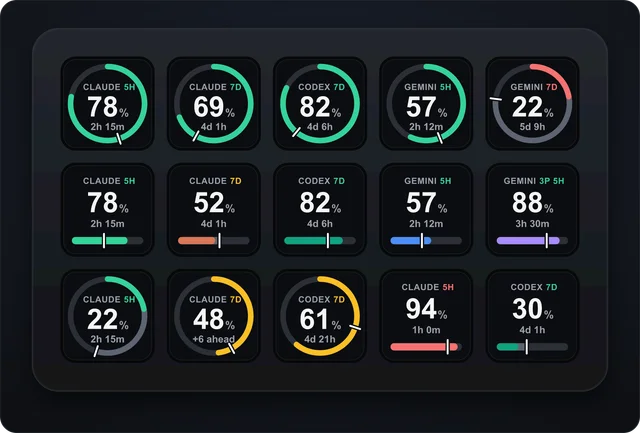 CLAUDE 5H
78%
2h 15m
CLAUDE 7D
69%
4d 1h
CODEX 7D
82%
4d 6h
GEMINI 5H
57%
2h 12m
GEMINI 7D
22%
5d 9h
CLAUDE 5H
78%
2h 15m
CLAUDE 7D
52%
4d 1h
CODEX 7D
82%
4d 6h
GEMINI 5H
57%
2h 12m
GEMINI 3P 5H
88%
3h 30m
CLAUDE 5H
22%
2h 15m
CLAUDE 7D
48%
+6 ahead
CODEX 7D
61%
4d 21h
CLAUDE 5H
94%
1h 0m
CODEX 7D
30%
4d 1h